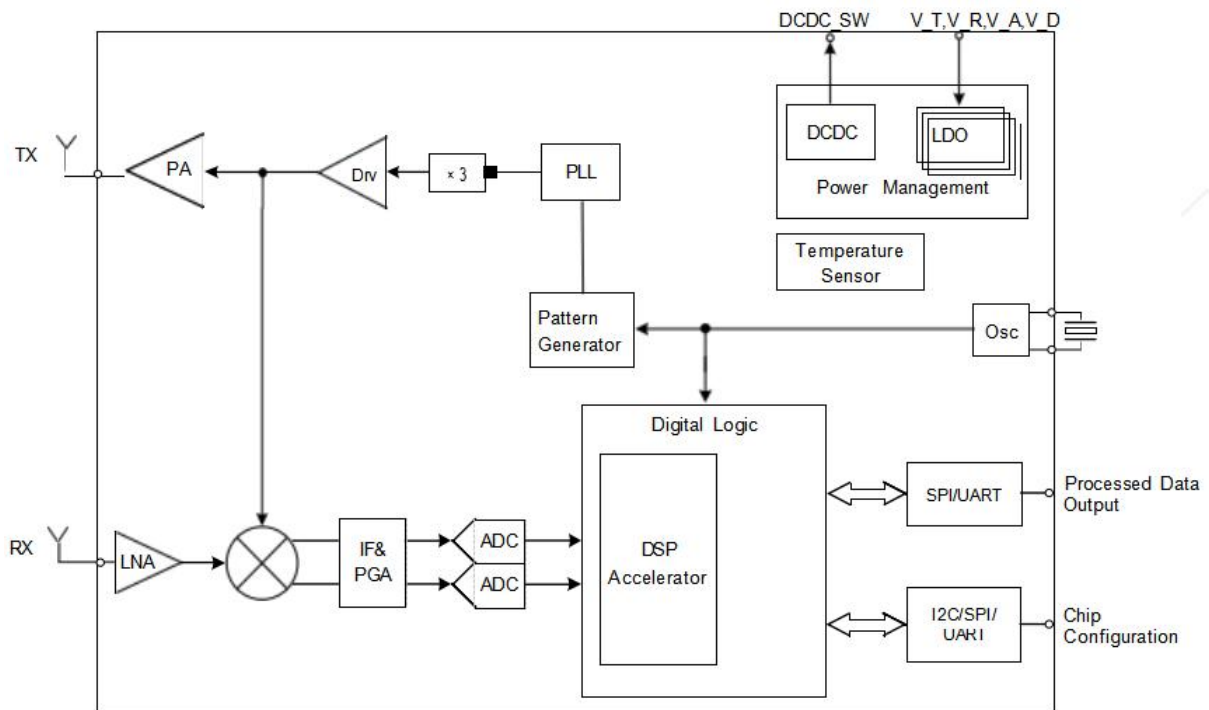 DCDC_SW
V_T,V_R,V_A,V_D
DCDC
LDO
Power Management
TX
PA
Drv
× 3
PLL
Temperature
Sensor
Pattern
Generator
Osc
Digital Logic
SPI/UART
Processed Data
Output
RX
LNA
IF&
PGA
ADC
ADC
DSP
Accelerator
I2C/SPI/
UART
Chip
Configuration